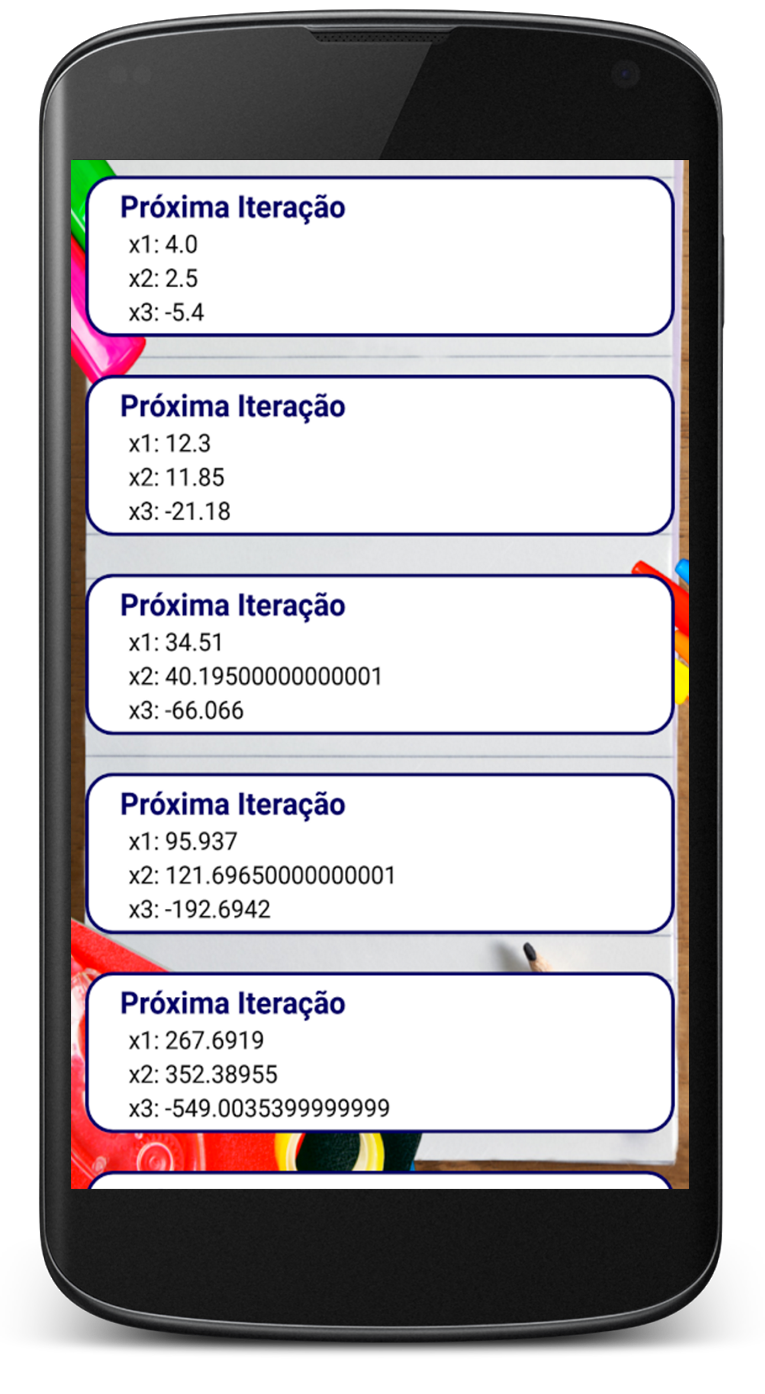 Próxima Iteração
x1: 4.0
x2: 2.5
x3: -5.4
Próxima Iteração
x1: 12.3
x2: 11.85
x3: -21.18
Próxima Iteração
x1: 34.51
x2: 40.19500000000001
x3: -66.066
Próxima Iteração
x1: 95.937
x2: 121.69650000000001
x3: -192.6942
Próxima Iteração
x1: 267.6919
x2: 352.38955
x3: -549.0035399999999